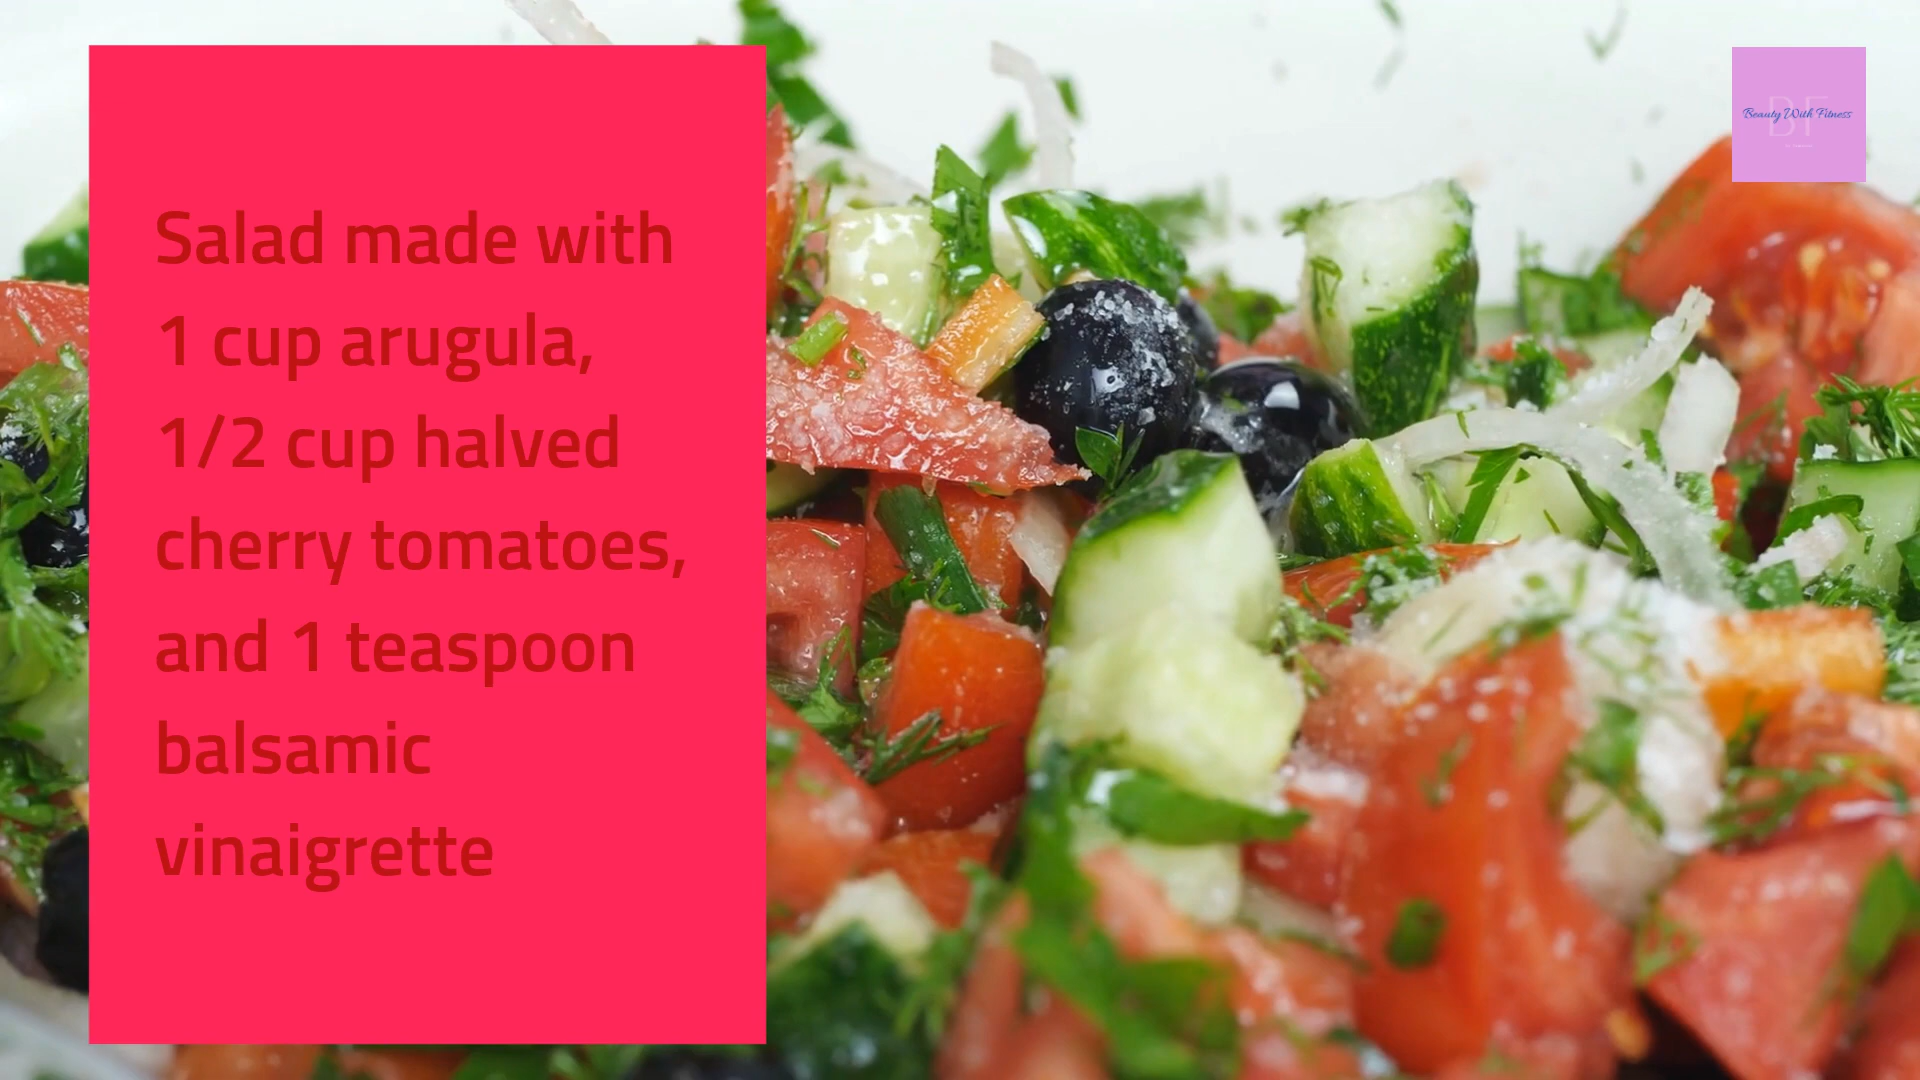 Salad made with
1 cup arugula,
1/2 cup halved
cherry tomatoes,
and 1 teaspoon
balsamic
vinaigrette
BF
Beauty With Fitness